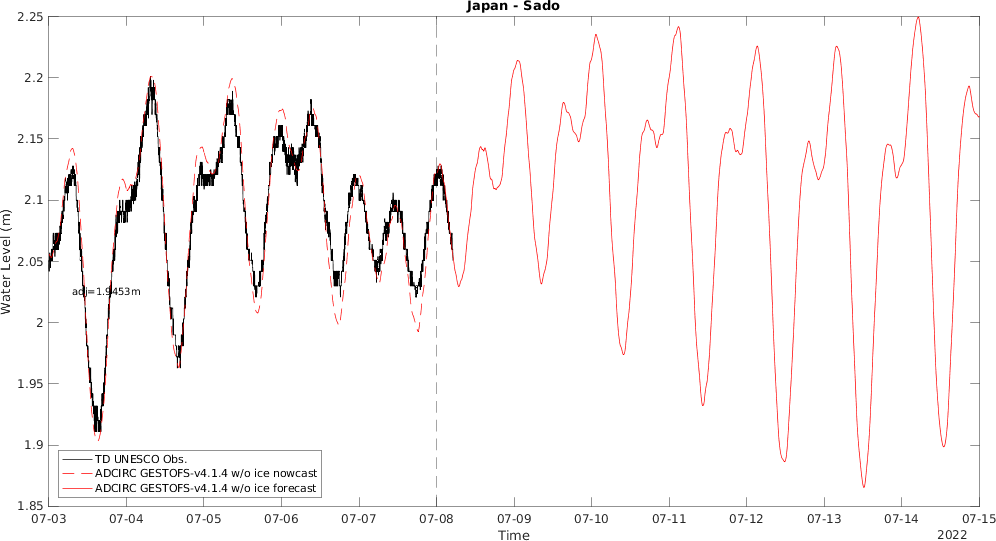 Japan - Sado
Water Level (m)
2.25
2.2
2.15
2.1
2.05
2
1.95
1.9
1.85
adj=1.9453m
TD UNESCO Obs.
ADCIRC GESTOFS-v4.1.4 w/o ice nowcast
ADCIRC GESTOFS-v4.1.4 w/o ice forecast
07-03 07-04 07-05 07-06 07-07 07-08 07-09 07-10 07-11 07-12 07-13 07-14 07-15
Time
2022